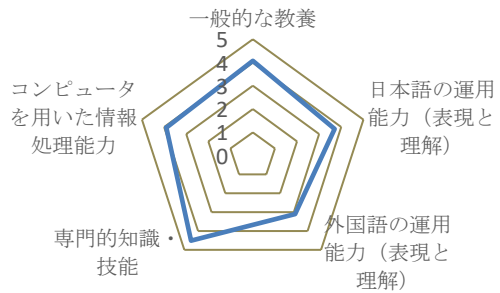 一般的な教養
5
4
3
2
1
0
日本語の運用
能力（表現と
理解）
外国語の運用
能力（表現と
理解）
専門的知識・
技能
コンピュータ
を用いた情報
処理能力